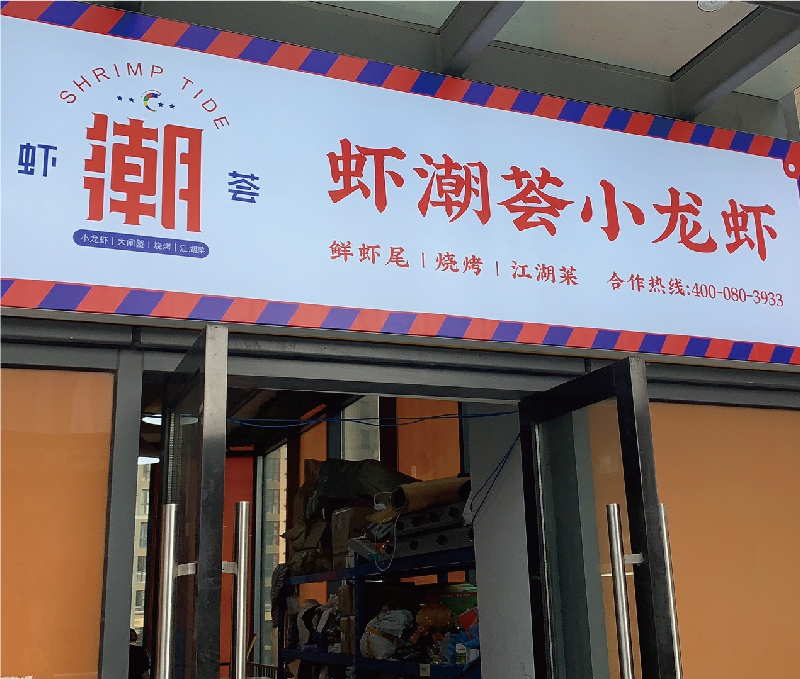 SHRIMP TIDE
虾潮荟
小龙虾 | 大闸蟹 | 烧烤 | 江湖菜
虾潮荟小龙虾
鲜虾尾 | 烧烤 | 江湖菜 合作热线:400-080-3933